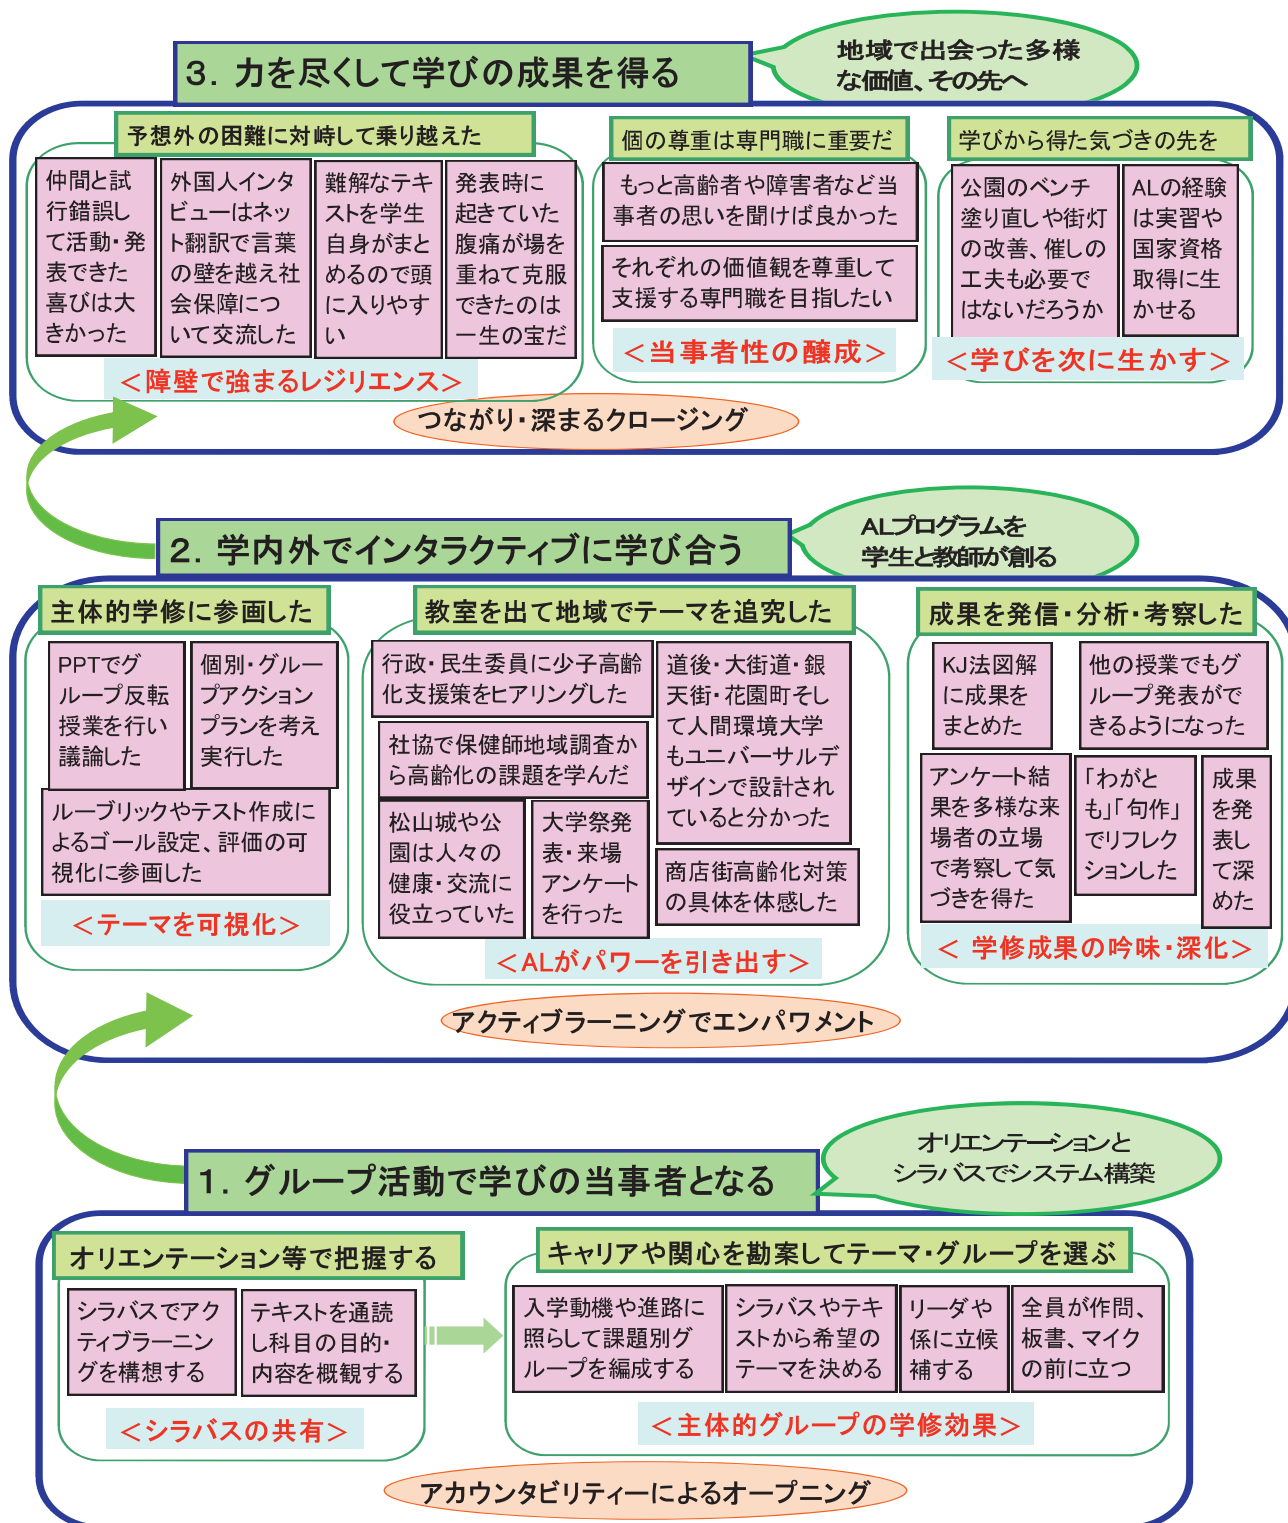 地域で出会った多様
な価値、その先へ
3. 力を尽くして学びの成果を得る
予想外の困難に対峙して乗り越えた
仲間と試
行錯誤し
て活動・発
表できた
喜びは大
きかった
外国人インタ
ビューはネッ
ト翻訳で言葉
の壁を越え社
会保障につ
いて交流した
難解なテキ
ストを学生
自身がまと
めるので頭
に入りやす
い
発表時に
起きていた
腹痛が場を
重ねて克服
できたのは
一生の宝だ
＜障壁で強まるレジリエンス＞
個の尊重は専門職に重要だ
もっと高齢者や障害者など当
事者の思いを聞けば良かった
それぞれの価値観を尊重して
支援する専門職を目指したい
＜当事者性の醸成＞
学びから得た気づきの先を
公園のベンチ
塗り直しや街灯
の改善、催しの
工夫も必要で
はないだろうか
ALの経験
は実習や
国家資格
取得に生
かせる
＜学びを次に生かす＞
つながり・深まるクロージング
ALプログラムを
学生と教師が創る
2. 学内外でインタラクティブに学び合う
主体的学修に参画した
PPTでグ
ループ反転
授業を行い
議論した
個別・グルー
プアクション
プランを考え
実行した
ルーブリックやテスト作成に
よるゴール設定、評価の可
視化に参画した
＜テーマを可視化＞
教室を出て地域でテーマを追究した
行政・民生委員に少子高齢
化支援策をヒアリングした
社協で保健師地域調査か
ら高齢化の課題を学んだ
松山城や公
園は人々の
健康・交流に
役立っていた
大学祭発
表・来場
アンケート
を行った
道後・大街道・銀
天街・花園町そし
て人間環境大学
もユニバーサルデ
ザインで設計され
ていると分かった
商店街高齢化対策
の具体を体感した
＜ALがパワーを引き出す＞
成果を発信・分析・考察した
KJ法図解
に成果を
まとめた
他の授業でもグ
ループ発表がで
きるようになった
アンケート結
果を多様な来
場者の立場
で考察して気
づきを得た
「わがと
も」「句作」
でリフレク
ションした
成果
を発
表し
て深
めた
＜ 学修成果の吟味・深化＞
アクティブラーニングでエンパワメント
オリエンテーションと
シラバスでシステム構築
1. グループ活動で学びの当事者となる
オリエンテーション等で把握する
シラバスでアク
ティブラーニン
グを構想する
テキストを通読
し科目の目的・
内容を概観する
＜シラバスの共有＞
キャリアや関心を勘案してテーマ・グループを選ぶ
入学動機や進路に
照らして課題別グ
ループを編成する
シラバスやテキ
ストから希望の
テーマを決める
リーダや
係に立候
補する
全員が作問、
板書、マイク
の前に立つ
＜主体的グループの学修効果＞
アカウンタビリティーによるオープニング